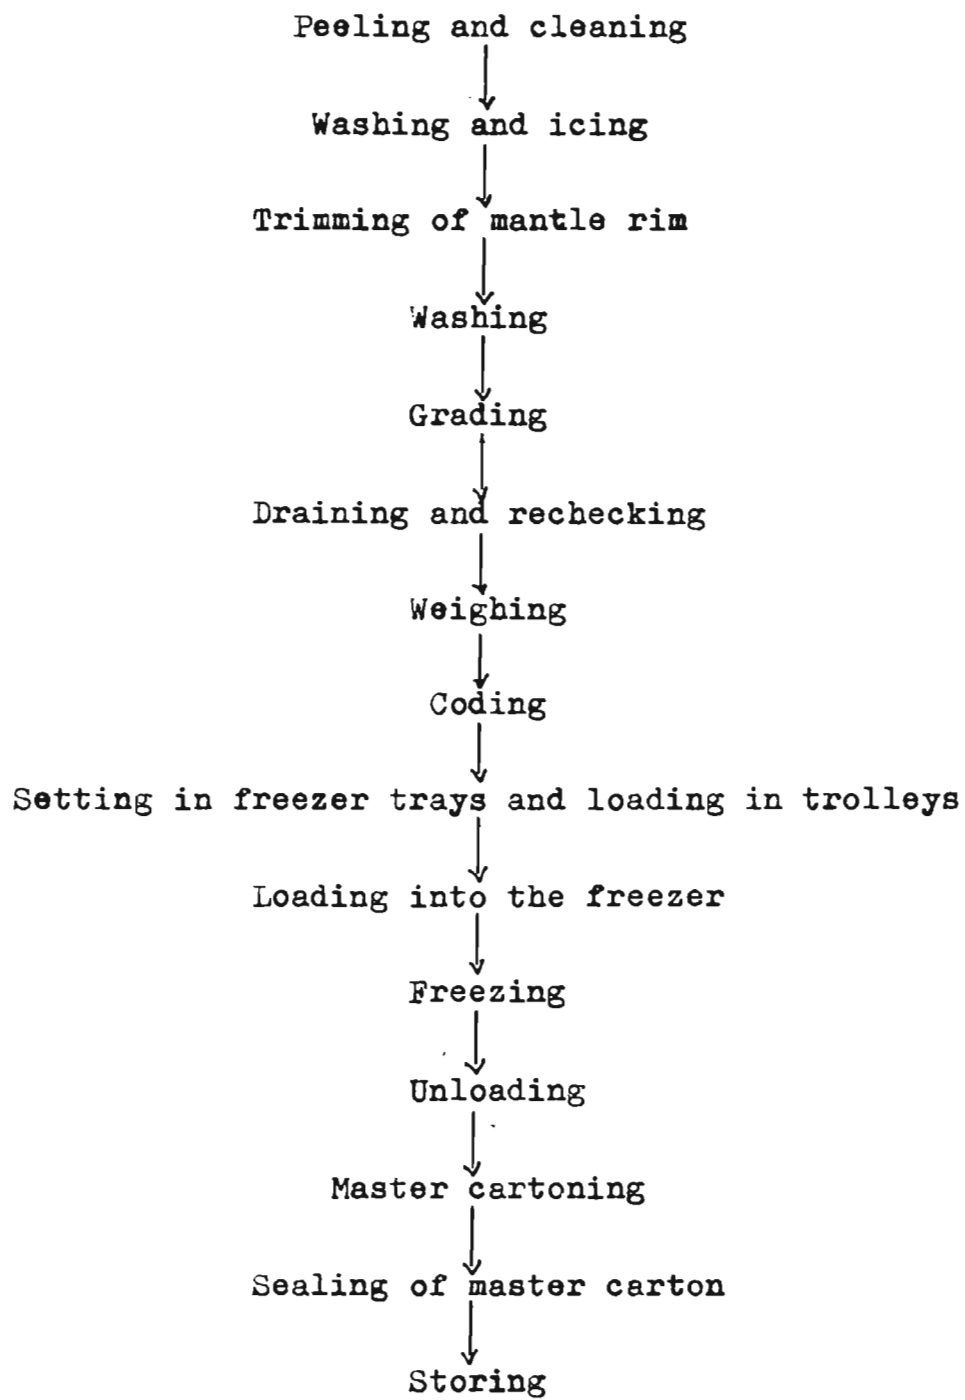 Peeling and cleaning
Washing and icing
Trimming of mantle rim
Washing
Grading
Draining and rechecking
Weighing
Coding
Setting in freezer trays and loading in trolleys
Loading into the freezer
Freezing
Unloading
Master cartoning
Sealing of master carton
Storing